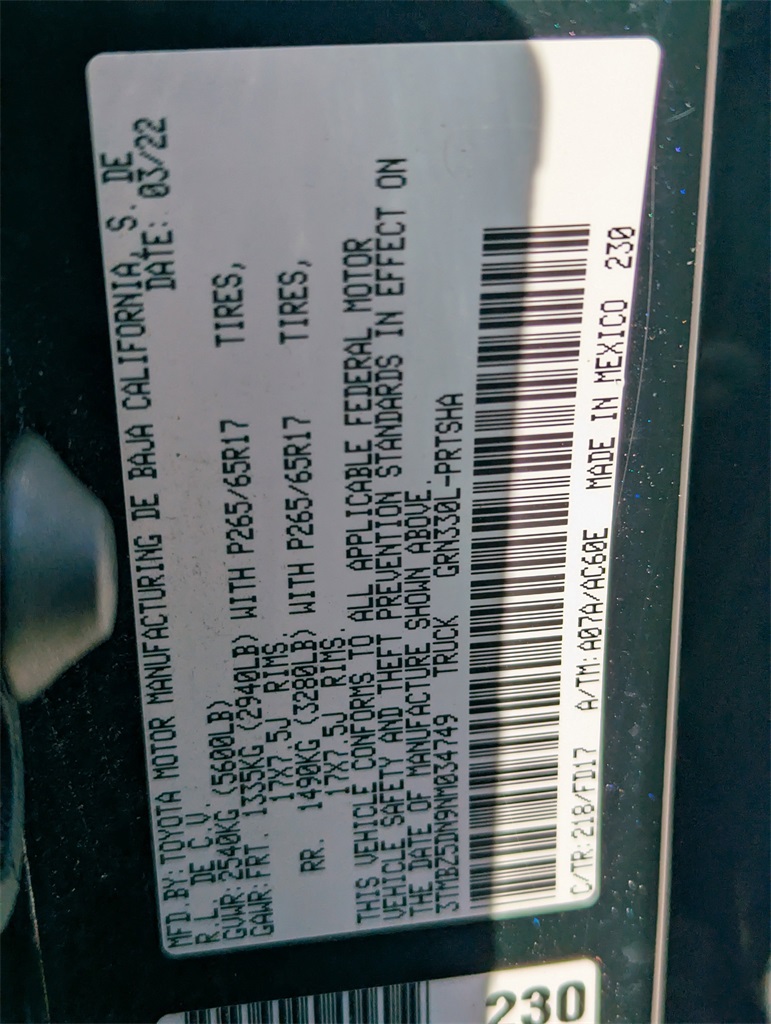 MFD.BY:TOYOTA MOTOR MANUFACTURING DE BAJA CALIFORNIA,S. DE
R.L. DE C.V. DATE: 03/22
GVWR:2540KG (5600LB)
GAWR:FRT. 1335KG (2940LB) WITH P265/65R17 TIRES,
17X7.5J RIMS.
RR. 1490KG (3280LB) WITH P265/65R17 TIRES,
17X7.5J RIMS.
THIS VEHICLE CONFORMS TO ALL APPLICABLE FEDERAL MOTOR
VEHICLE SAFETY AND THEFT PREVENTION STANDARDS IN EFFECT ON
THE DATE OF MANUFACTURE SHOWN ABOVE.
3TMBZ5DN9NM034749 TRUCK GRN330L-PRTSHA
C/TR:218/FD17 A/TM:A07A/AC60E MADE IN MEXICO 230
230